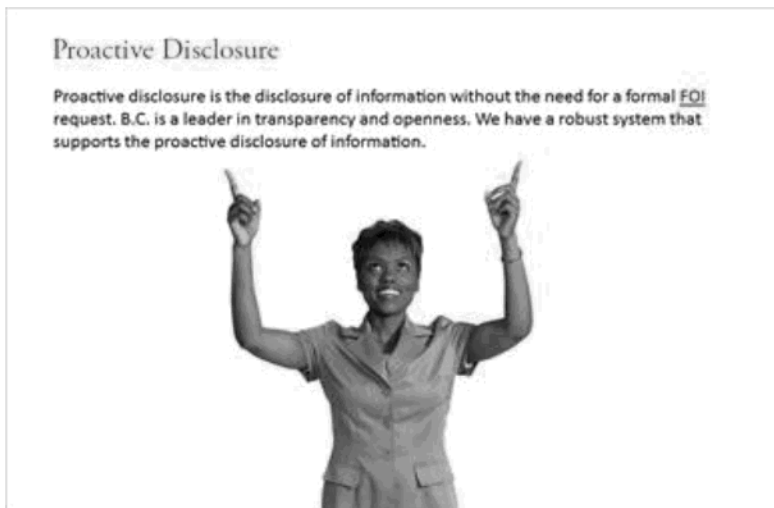 Proactive Disclosure
Proactive disclosure is the disclosure of information without the need for a formal FOI
request. B.C. is a leader in transparency and openness. We have a robust system that
supports the proactive disclosure of information.